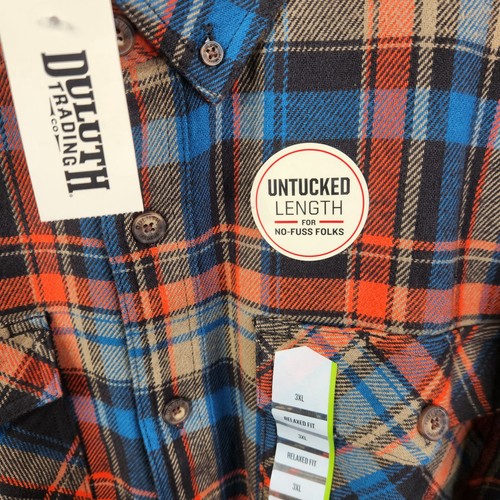 DULUTH
TRADING
CO
UNTUCKED
LENGTH
FOR
NO-FUSS FOLKS
3XL
RELAXED FIT
3XL
RELAXED FIT
3XL